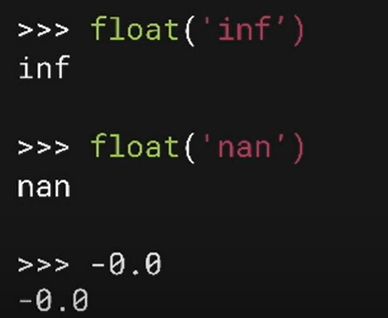 >>> float('inf’)
inf
>>> float('nan’)
nan
>>> -0.0
-0.0